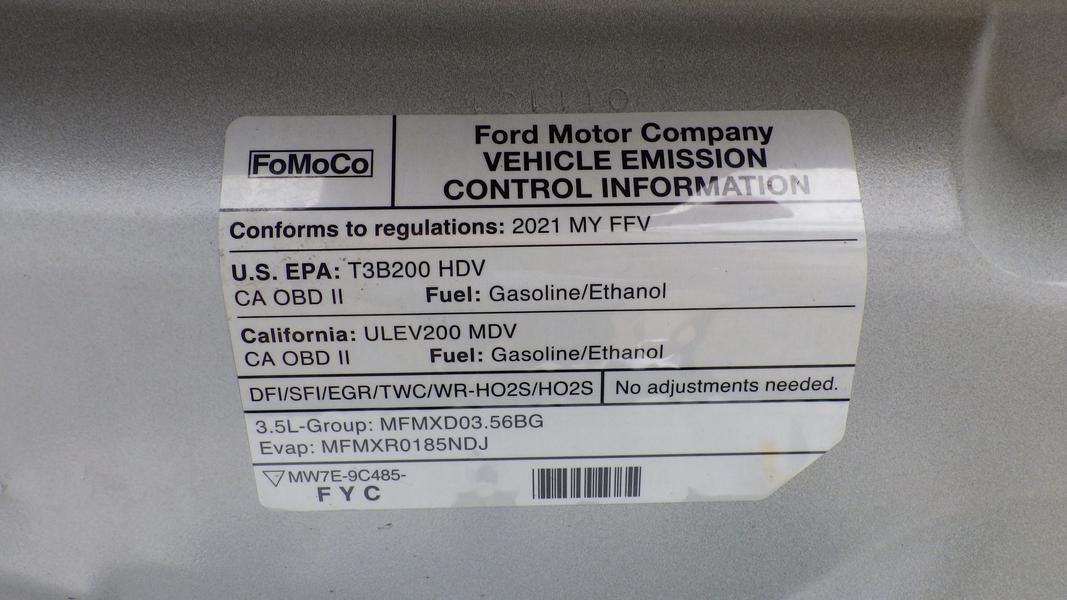 FoMoCo
Ford Motor Company
VEHICLE EMISSION
CONTROL INFORMATION
Conforms to regulations: 2021 MY FFV
U.S. EPA: T3B200 HDV
CA OBD II Fuel: Gasoline/Ethanol
California: ULEV200 MDV
CA OBD II Fuel: Gasoline/Ethanol
DFI/SFI/EGR/TWC/WR-HO2S/HO2S No adjustments needed.
3.5L-Group: MFMXD03.56BG
Evap: MFMXR0185NDJ
MW7E-9C485-
FYC